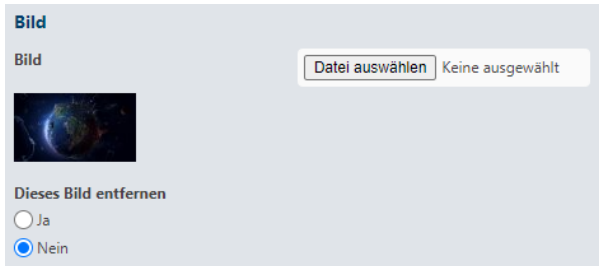 Bild
Bild
Datei auswählen Keine ausgewählt
Dieses Bild entfernen
Ja
Nein